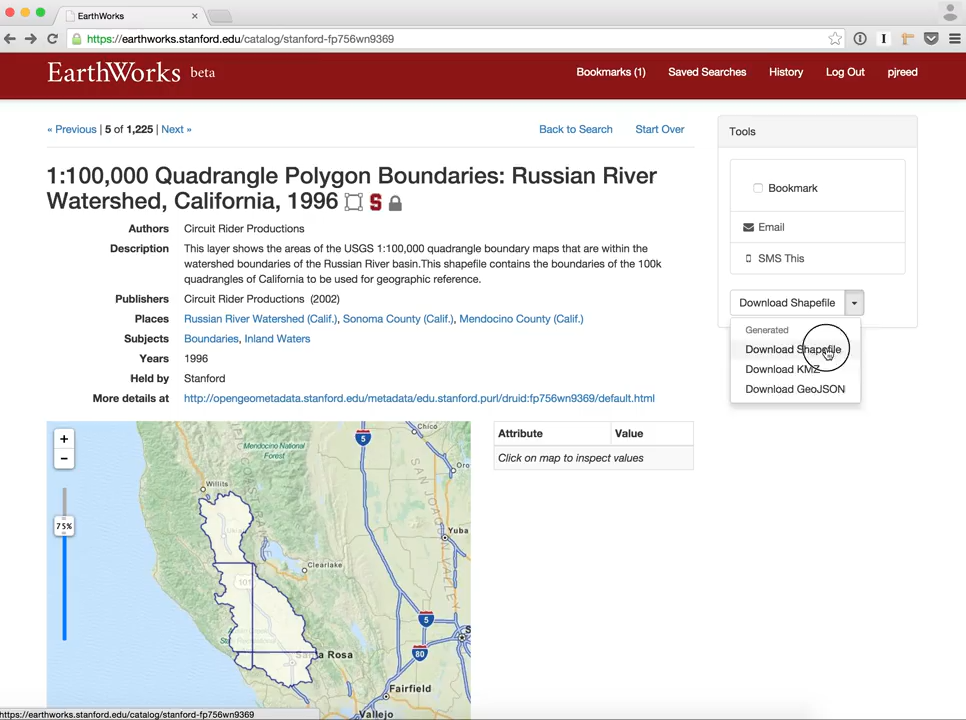 EarthWorks
https://earthworks.stanford.edu/catalog/stanford-fp756wn9369
EarthWorks beta
Bookmarks (1) Saved Searches History Log Out pjreed
« Previous | 5 of 1,225 | Next »
Back to Search Start Over
Tools
1:100,000 Quadrangle Polygon Boundaries: Russian River
Watershed, California, 1996
Bookmark
Email
SMS This
Download Shapefile
Generated
Download Shapefile
Download KMZ
Download GeoJSON
Authors Circuit Rider Productions
Description This layer shows the areas of the USGS 1:100,000 quadrangle boundary maps that are within the
watershed boundaries of the Russian River basin.This shapefile contains the boundaries of the 100k
quadrangles of California to be used for geographic reference.
Publishers Circuit Rider Productions (2002)
Places Russian River Watershed (Calif.), Sonoma County (Calif.), Mendocino County (Calif.)
Subjects Boundaries, Inland Waters
Years 1996
Held by Stanford
More details at http://opengeometadata.stanford.edu/metadata/edu.stanford.purl/druid:fp756wn9369/default.html
+
−
75%
Mendocino National
Forest
Chico
5
Willits
Yuba
Clearlake
101
5
80
Santa Rosa
Fairfield
Vallejo
Attribute Value
Click on map to inspect values
https://earthworks.stanford.edu/catalog/stanford-fp756wn9369